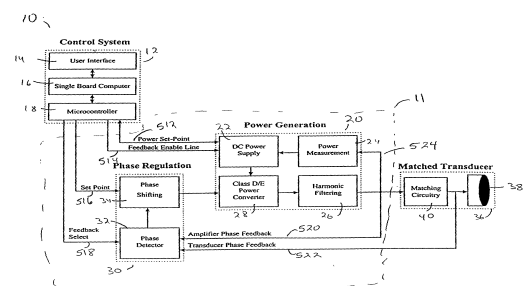 10
Control System
12
14
User Interface
16
Single Board Computer
18
Microcontroller
11
512
Power Set-Point
Feedback Enable Line
514
22
Power Generation
20
DC Power
Supply
Power
Measurement
24
524
Phase Regulation
Matched Transducer
Set Point
516
Phase
Shifting
34
Class D/E
Power
Converter
28
Harmonic
Filtering
26
Matching
Circuitry
40
38
36
Feedback
Select
518
32
Phase
Detector
30
Amplifier Phase Feedback
520
Transducer Phase Feedback
522